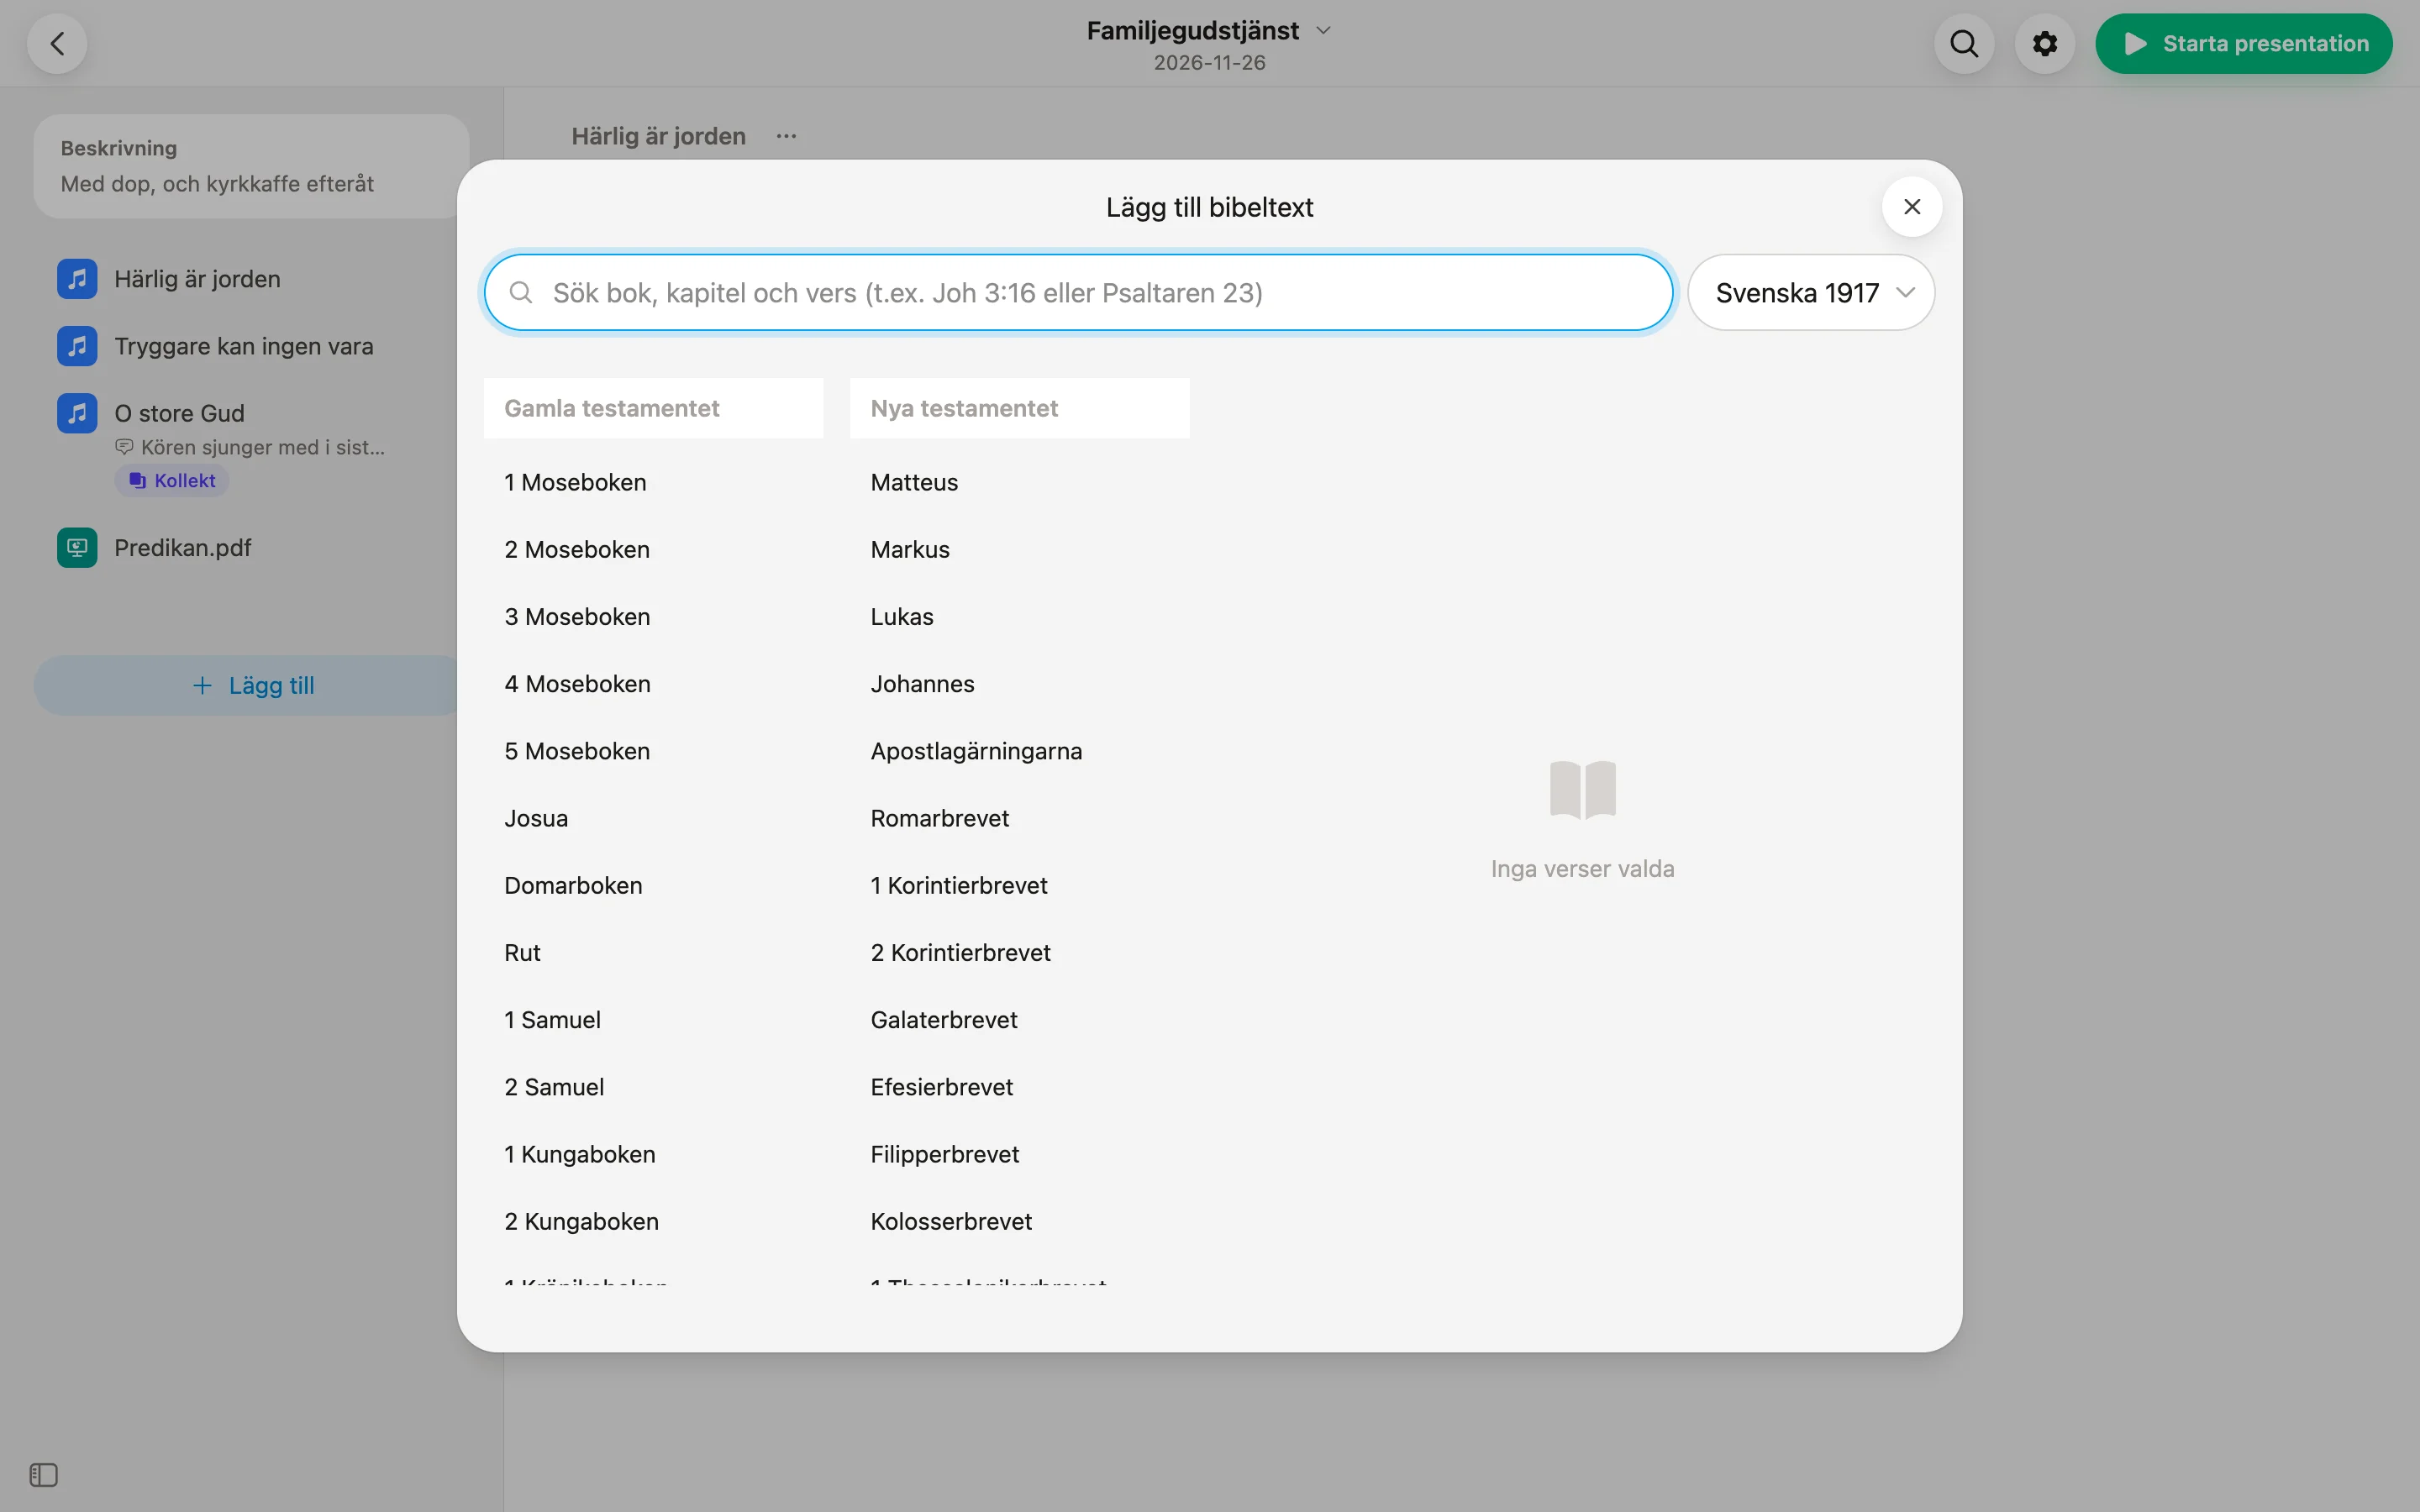 Familjegudstjänst
2026-11-26
Starta presentation
Beskrivning
Med dop, och kyrkkaffe efteråt
Härlig är jorden
Tryggare kan ingen vara
O store Gud
Kören sjunger med i sist...
Kollekt
Predikan.pdf
Lägg till
Härlig är jorden
Lägg till bibeltext
Sök bok, kapitel och vers (t.ex. Joh 3:16 eller Psaltaren 23)
Svenska 1917
Gamla testamentet
1 Moseboken
2 Moseboken
3 Moseboken
4 Moseboken
5 Moseboken
Josua
Domarboken
Rut
1 Samuel
2 Samuel
1 Kungaboken
2 Kungaboken
1 Krönikeboken
Nya testamentet
Matteus
Markus
Lukas
Johannes
Apostlagärningarna
Romarbrevet
1 Korintierbrevet
2 Korintierbrevet
Galaterbrevet
Efesierbrevet
Filipperbrevet
Kolosserbrevet
1 Thessalonikerbrevet
Inga verser valda